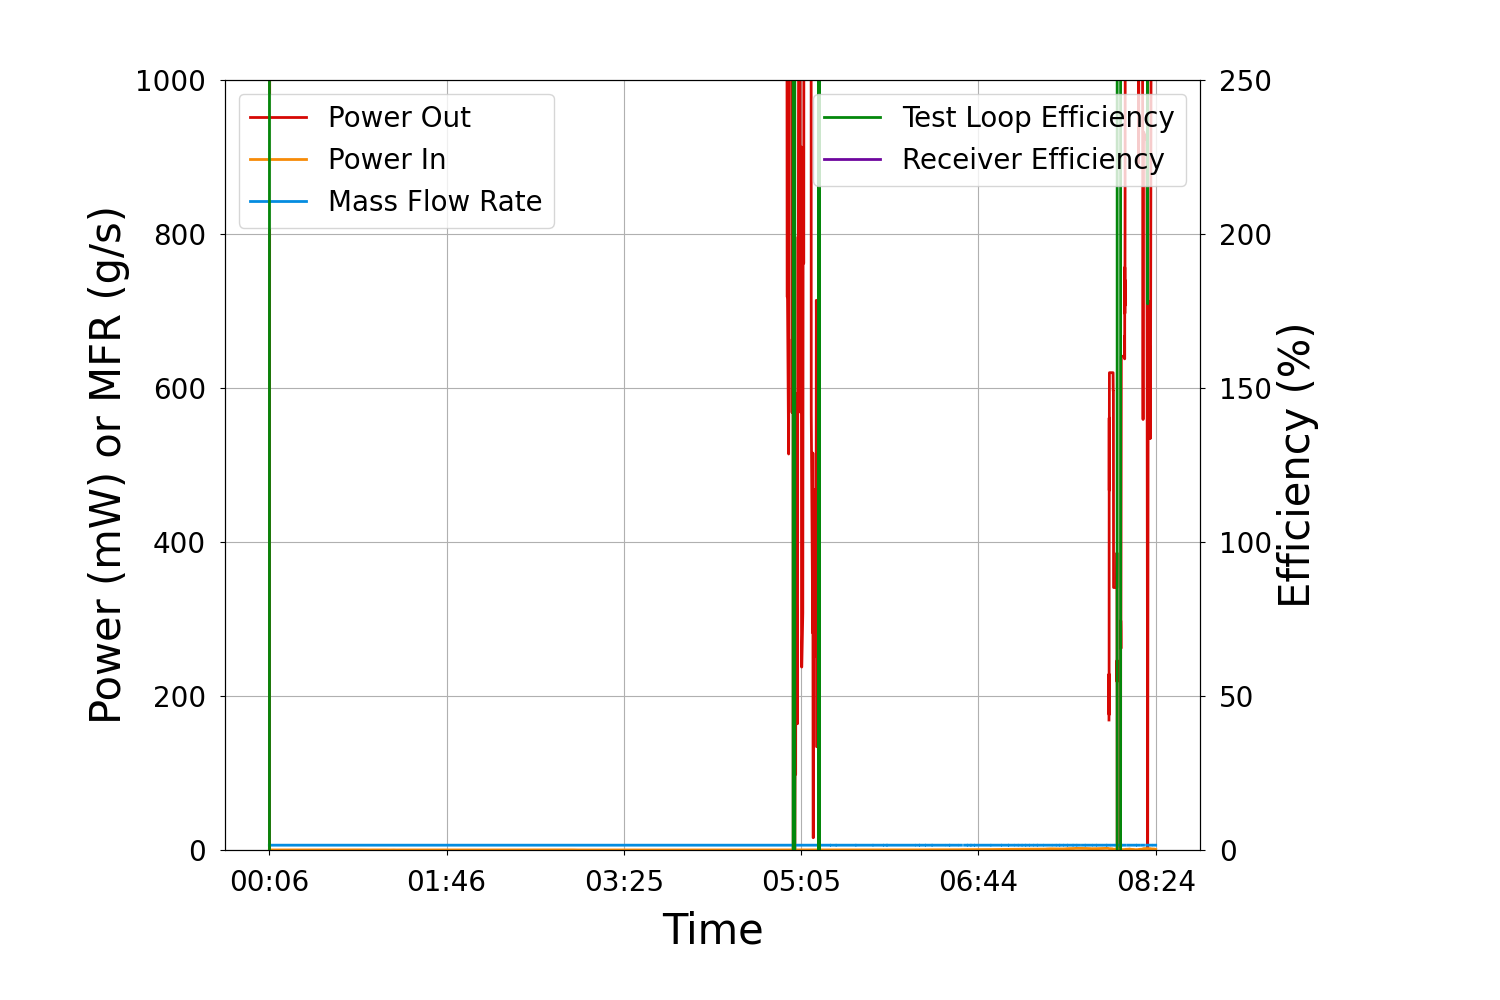 1000
800
600
400
200
0
Power (mW) or MFR (g/s)
Power Out
Power In
Mass Flow Rate
Test Loop Efficiency
Receiver Efficiency
250
200
150
100
50
0
Efficiency (%)
00:06 01:46 03:25 05:05 06:44 08:24
Time